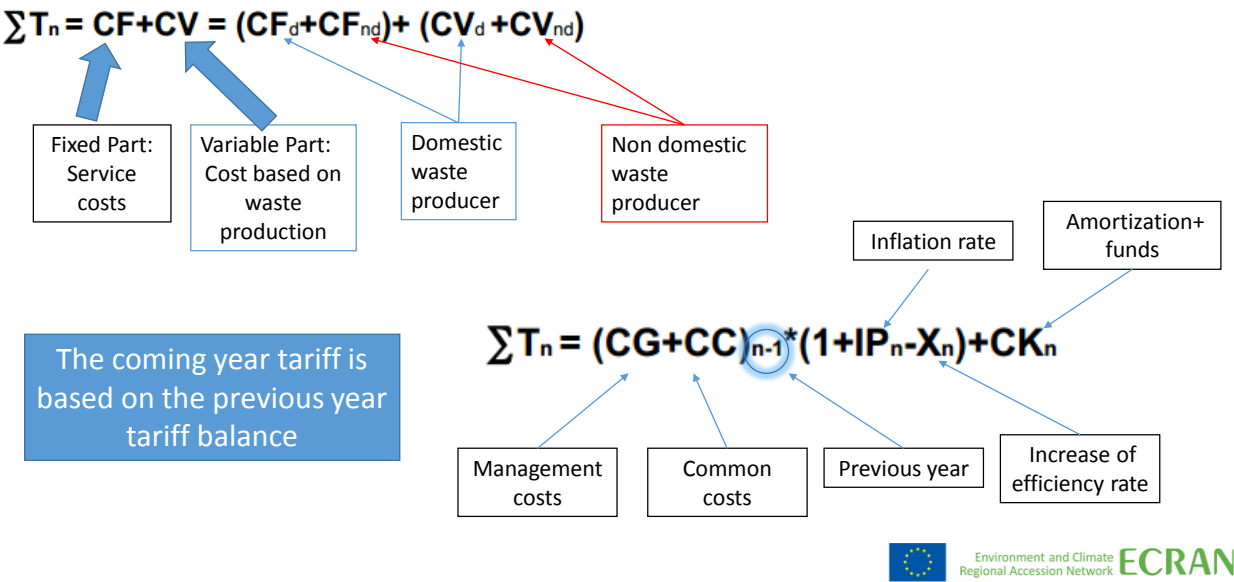 ∑Tn = CF+CV = (CFd+CFnd)+ (CVd +CVnd)
Fixed Part:
Service
costs
Variable Part:
Cost based on
waste
production
Domestic
waste
producer
Non domestic
waste
producer
Inflation rate
Amortization+
funds
∑Tn = (CG+CC)n-1*(1+IPn-Xn)+CKn
The coming year tariff is
based on the previous year
tariff balance
Management
costs
Common
costs
Previous year
Increase of
efficiency rate
Environment and Climate
Regional Accession Network
ECRAN